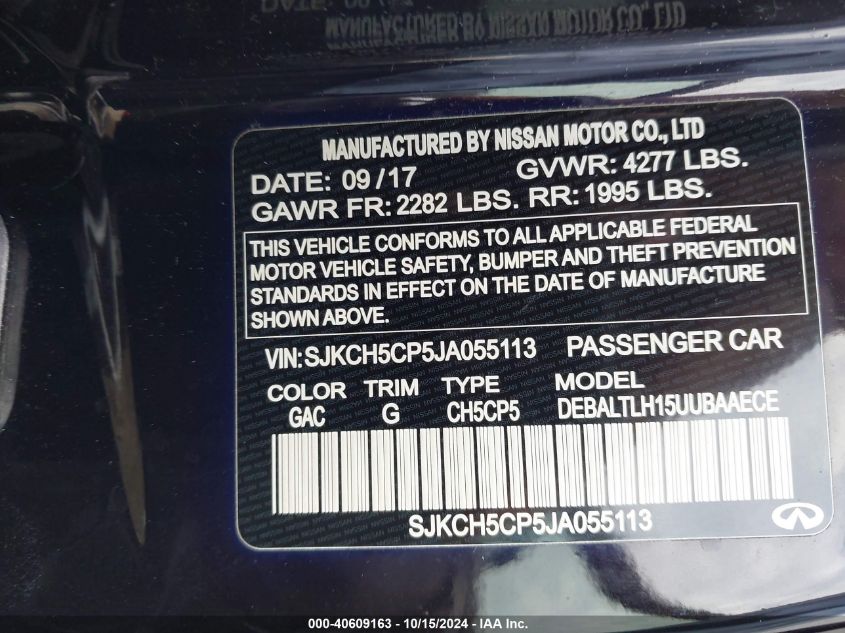 MANUFACTURED BY NISSAN MOTOR CO., LTD
DATE: 09/17 GVWR: 4277 LBS.
GAWR FR: 2282 LBS. RR: 1995 LBS.
THIS VEHICLE CONFORMS TO ALL APPLICABLE FEDERAL
MOTOR VEHICLE SAFETY, BUMPER AND THEFT PREVENTION
STANDARDS IN EFFECT ON THE DATE OF MANUFACTURE
SHOWN ABOVE.
VIN: SJKCH5CP5JA055113 PASSENGER CAR
COLOR TRIM TYPE MODEL
GAC G CH5CP5 DEBALTLH15UUBAAECE
SJKCH5CP5JA055113
000-40609163 - 10/15/2024 - IAA Inc.